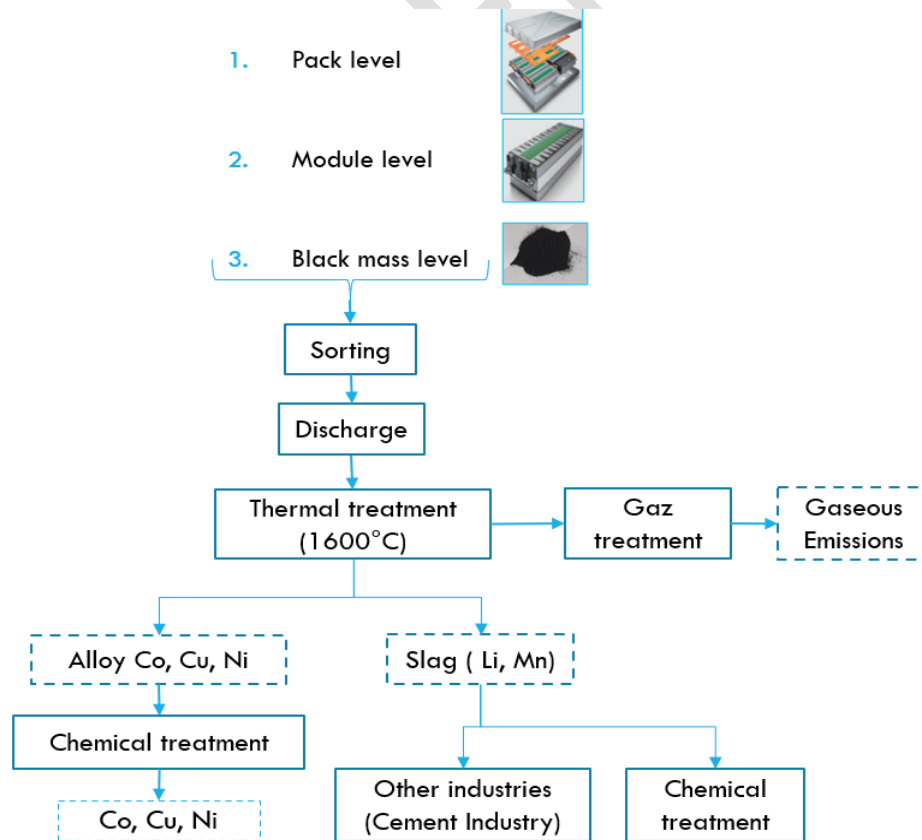 1. Pack level
2. Module level
3. Black mass level
Sorting
Discharge
Thermal treatment
(1600°C)
Gaz
treatment
Gaseous
Emissions
Alloy Co, Cu, Ni
Slag ( Li, Mn)
Chemical treatment
Other industries
(Cement Industry)
Chemical
treatment
Co, Cu, Ni